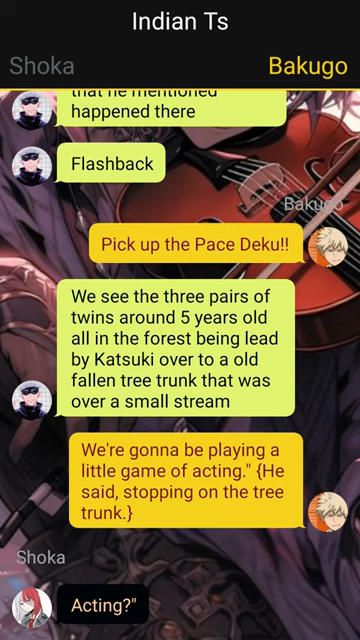 Indian Ts
Shoka
Bakugo
that he mentioned
happened there
Flashback
Bakugo
Pick up the Pace Deku!!
We see the three pairs of
twins around 5 years old
all in the forest being lead
by Katsuki over to a old
fallen tree trunk that was
over a small stream
We're gonna be playing a
little game of acting." {He
said, stopping on the tree
trunk.}
Shoka
Acting?"